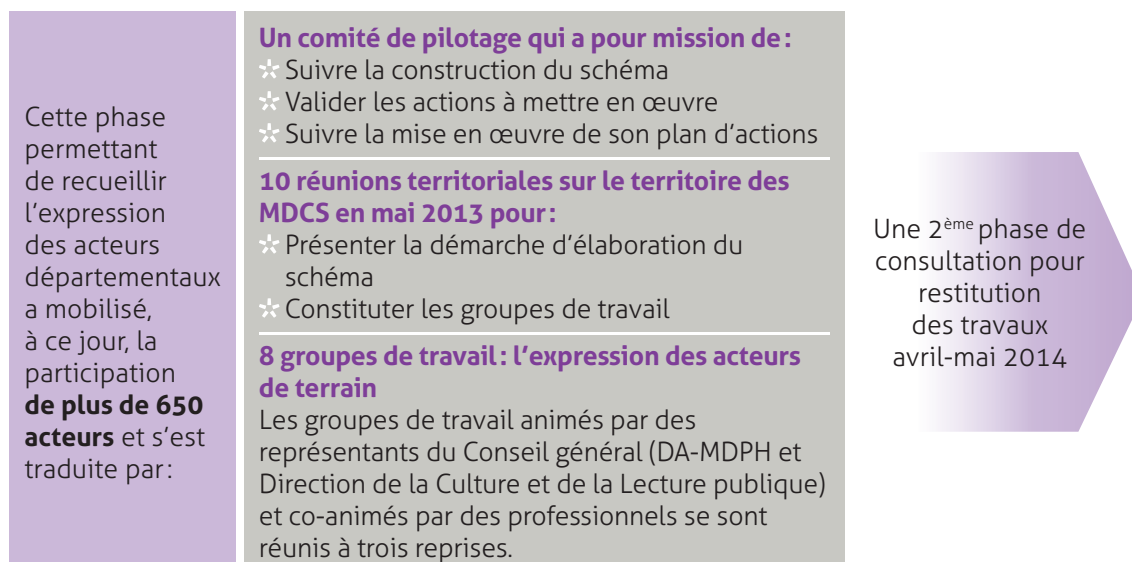 Cette phase
permettant
de recueillir
l'expression
des acteurs
départementaux
a mobilisé,
à ce jour, la
participation
de plus de 650
acteurs et s'est
traduite par :
Un comité de pilotage qui a pour mission de :
Suivre la construction du schéma
Valider les actions à mettre en œuvre
Suivre la mise en œuvre de son plan d'actions
10 réunions territoriales sur le territoire des
MDCS en mai 2013 pour :
Présenter la démarche d'élaboration du
schéma
Constituter les groupes de travail
8 groupes de travail : l'expression des acteurs
de terrain
Les groupes de travail animés par des
représentants du Conseil général (DA-MDPH et
Direction de la Culture et de la Lecture publique)
et co-animés par des professionnels se sont
réunis à trois reprises.
Une 2ème phase de
consultation pour
restitution
des travaux
avril-mai 2014